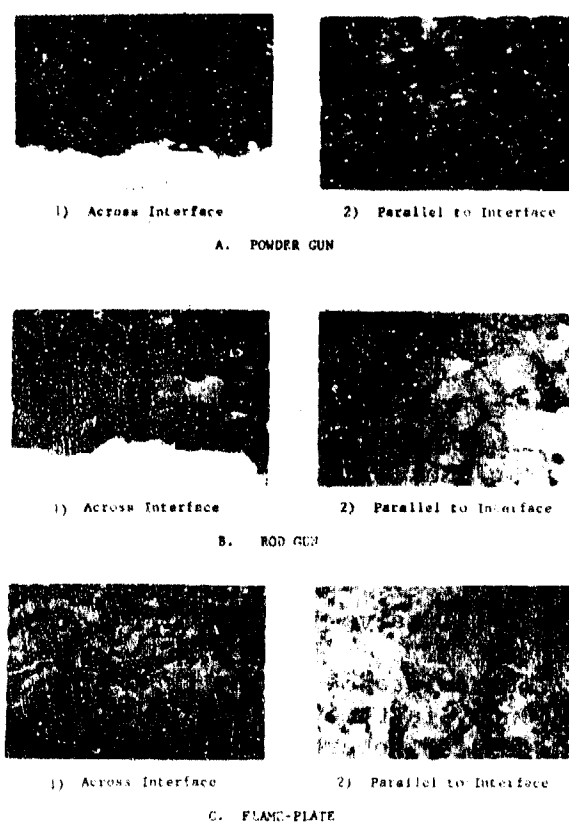 1) Across Interface
2) Parallel to Interface
A. POWDER GUN
1) Across Interface
2) Parallel to Interface
B. ROD GUN
1) Across Interface
2) Parallel to Interface
C. FLAME-PLATE